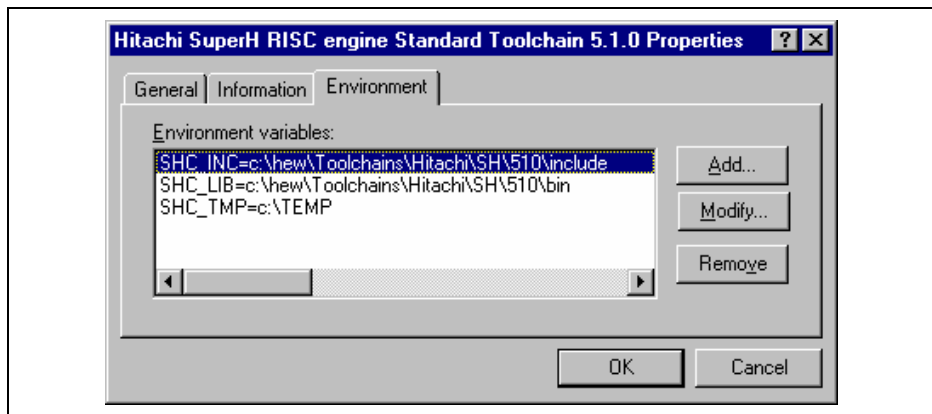 Hitachi SuperH RISC engine Standard Toolchain 5.1.0 Properties
General Information Environment
Environment variables:
SHC_INC=c:\hew\Toolchains\Hitachi\SH\510\include
SHC_LIB=c:\hew\Toolchains\Hitachi\SH\510\bin
SHC_TMP=c:\TEMP
Add...
Modify...
Remove
OK Cancel